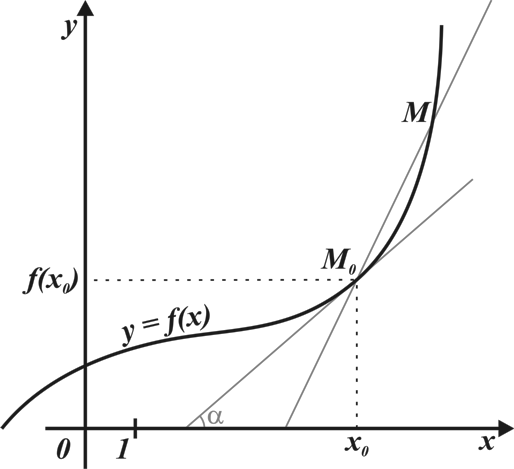 y
M
M₀
f(x₀)
y = f(x)
α
0
1
x₀
x